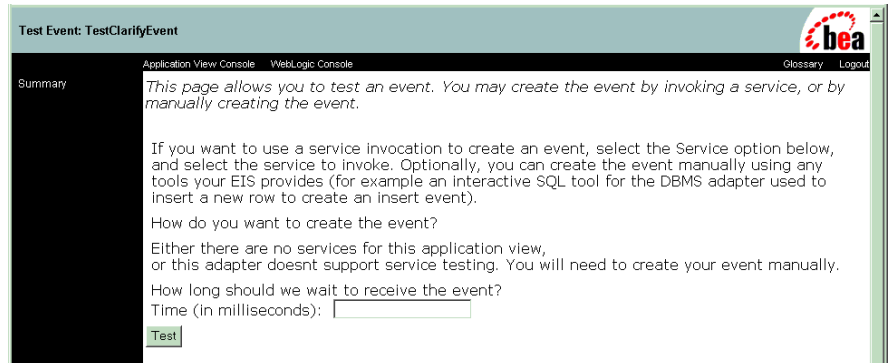 Test Event: TestClarifyEvent
bea
Application View Console WebLogic Console Glossary Logout
Summary
This page allows you to test an event. You may create the event by invoking a service, or by
manually creating the event.
If you want to use a service invocation to create an event, select the Service option below,
and select the service to invoke. Optionally, you can create the event manually using any
tools your EIS provides (for example an interactive SQL tool for the DBMS adapter used to
insert a new row to create an insert event).
How do you want to create the event?
Either there are no services for this application view,
or this adapter doesnt support service testing. You will need to create your event manually.
How long should we wait to receive the event?
Time (in milliseconds):
Test